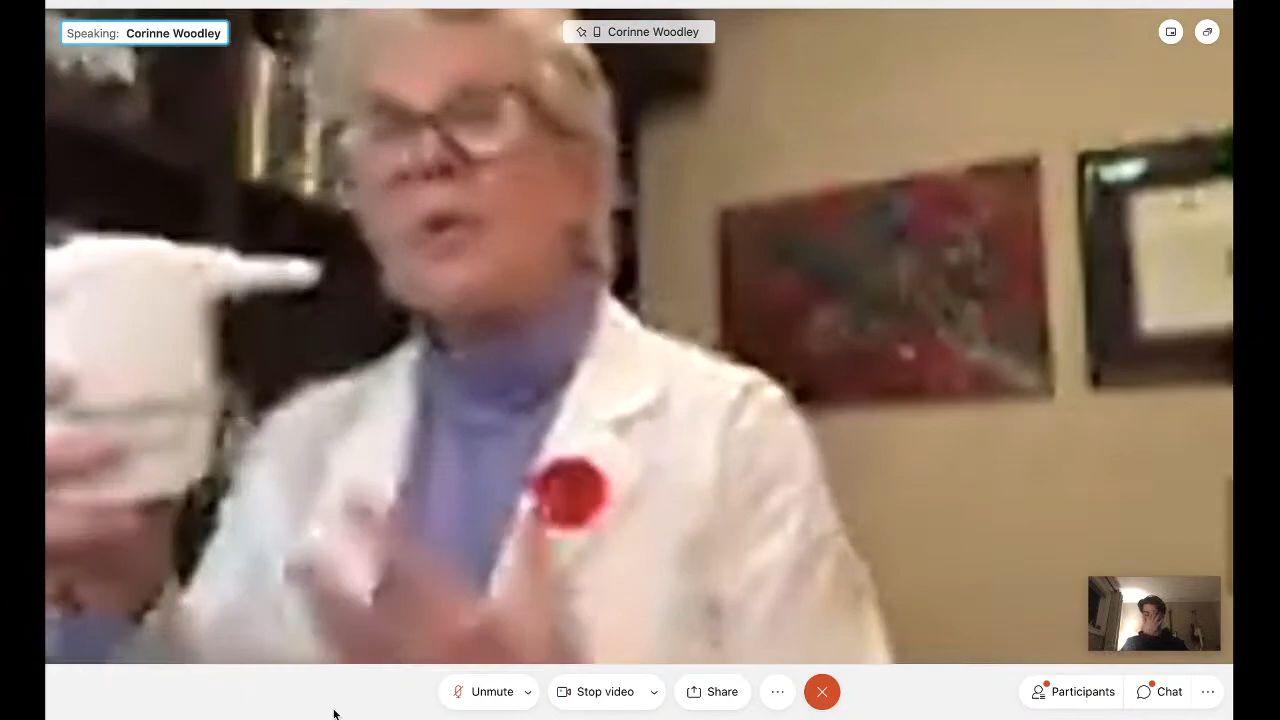 Speaking: Corinne Woodley
Corinne Woodley
Unmute
Stop video
Share
Participants
Chat